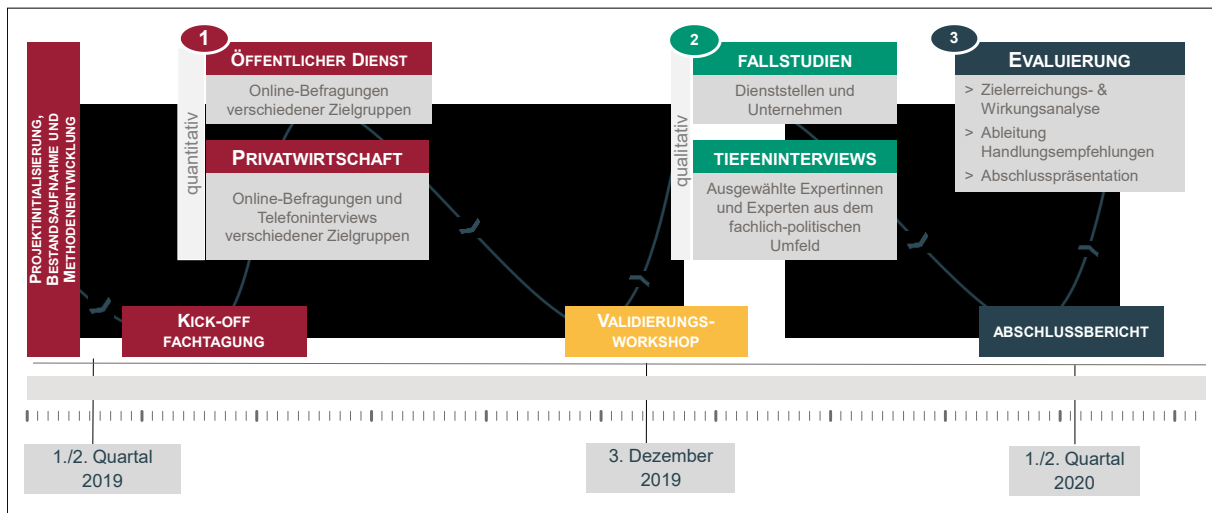 PROJEKTINITIALISIERUNG,
BESTANDSAUFNAHME UND
METHODENENTWICKLUNG
1
quantitativ
ÖFFENTLICHER DIENST
Online-Befragungen
verschiedener Zielgruppen
PRIVATWIRTSCHAFT
Online-Befragungen und
Telefoninterviews
verschiedener Zielgruppen
KICK-OFF
FACHTAGUNG
2
qualitativ
FALLSTUDIEN
Dienststellen und
Unternehmen
TIEFENINTERVIEWS
Ausgewählte Expertinnen
und Experten aus dem
fachlich-politischen
Umfeld
VALIDIERUNGS-
WORKSHOP
3
EVALUIERUNG
> Zielerreichungs- &
Wirkungsanalyse
> Ableitung
Handlungsempfehlungen
> Abschlusspräsentation
ABSCHLUSSBERICHT
1./2. Quartal
2019
3. Dezember
2019
1./2. Quartal
2020